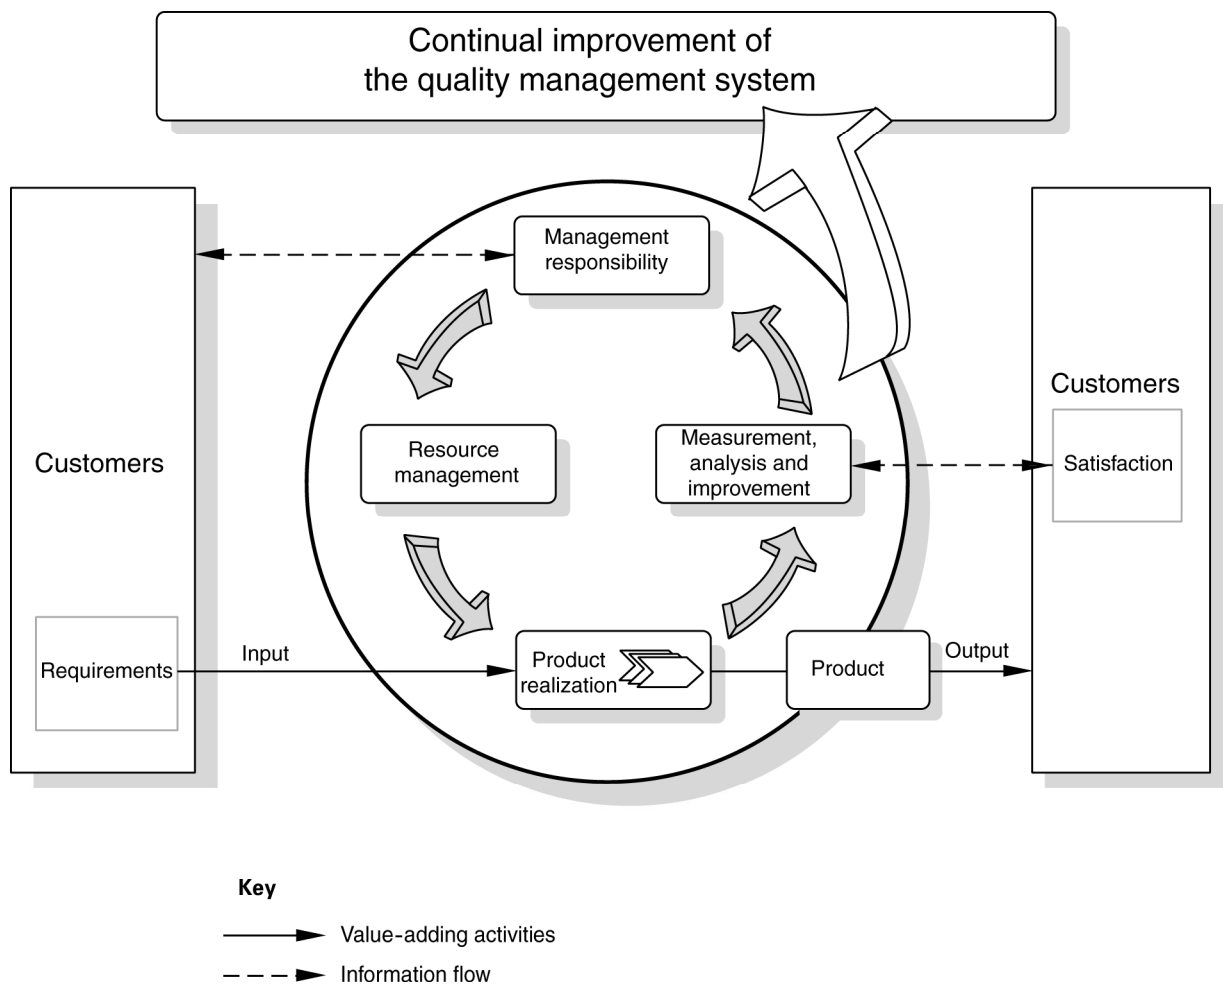 Continual improvement of
the quality management system
Management
responsibility
Customers
Customers
Resource
management
Measurement,
analysis and
improvement
Satisfaction
Requirements
Input
Product
realization
Product
Output
Key
Value-adding activities
Information flow